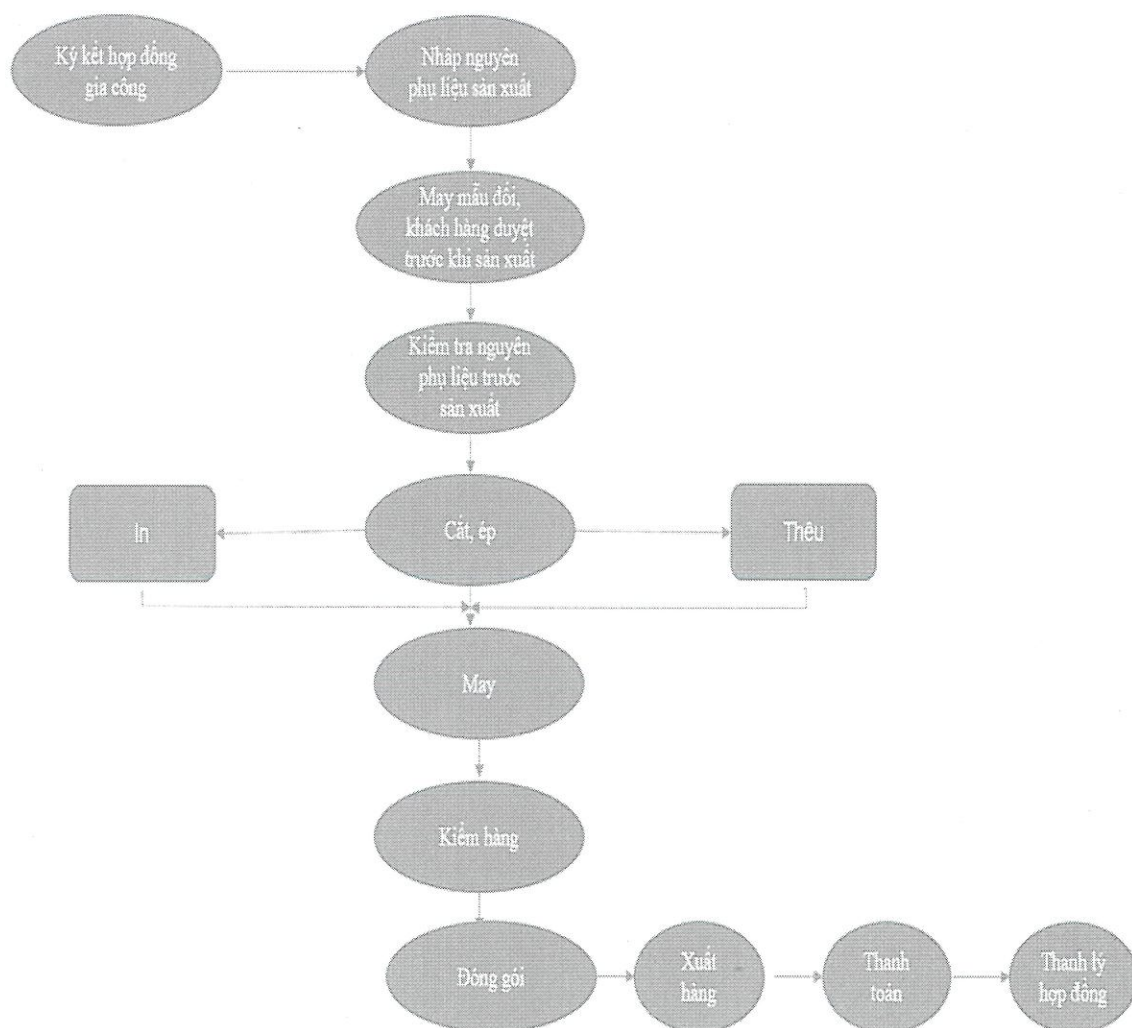 Ký kết hợp đồng
gia công
Nhập nguyên
phụ liệu sản xuất
May mẫu đối,
khách hàng duyệt
trước khi sản xuất
Kiểm tra nguyên
phụ liệu trước
sản xuất
In
Cắt, ép
Thêu
May
Kiểm hàng
Đóng gói
Xuất
hàng
Thanh
toán
Thanh lý
hợp đồng